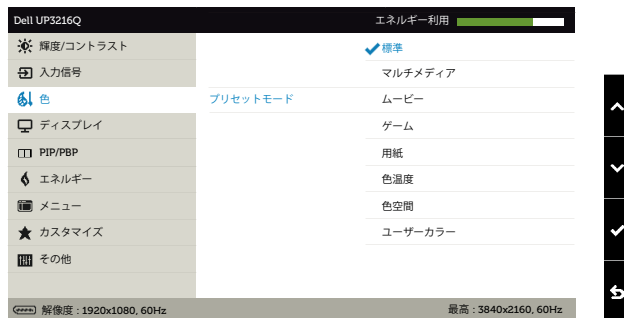 Dell UP3216Q エネルギー利用
輝度/コントラスト 標準
入力信号 マルチメディア
色 プリセットモード ムービー
ディスプレイ ゲーム
PIP/PBP 用紙
エネルギー 色温度
メニュー 色空間
カスタマイズ ユーザーカラー
その他
解像度 : 1920x1080, 60Hz 最高 : 3840x2160, 60Hz